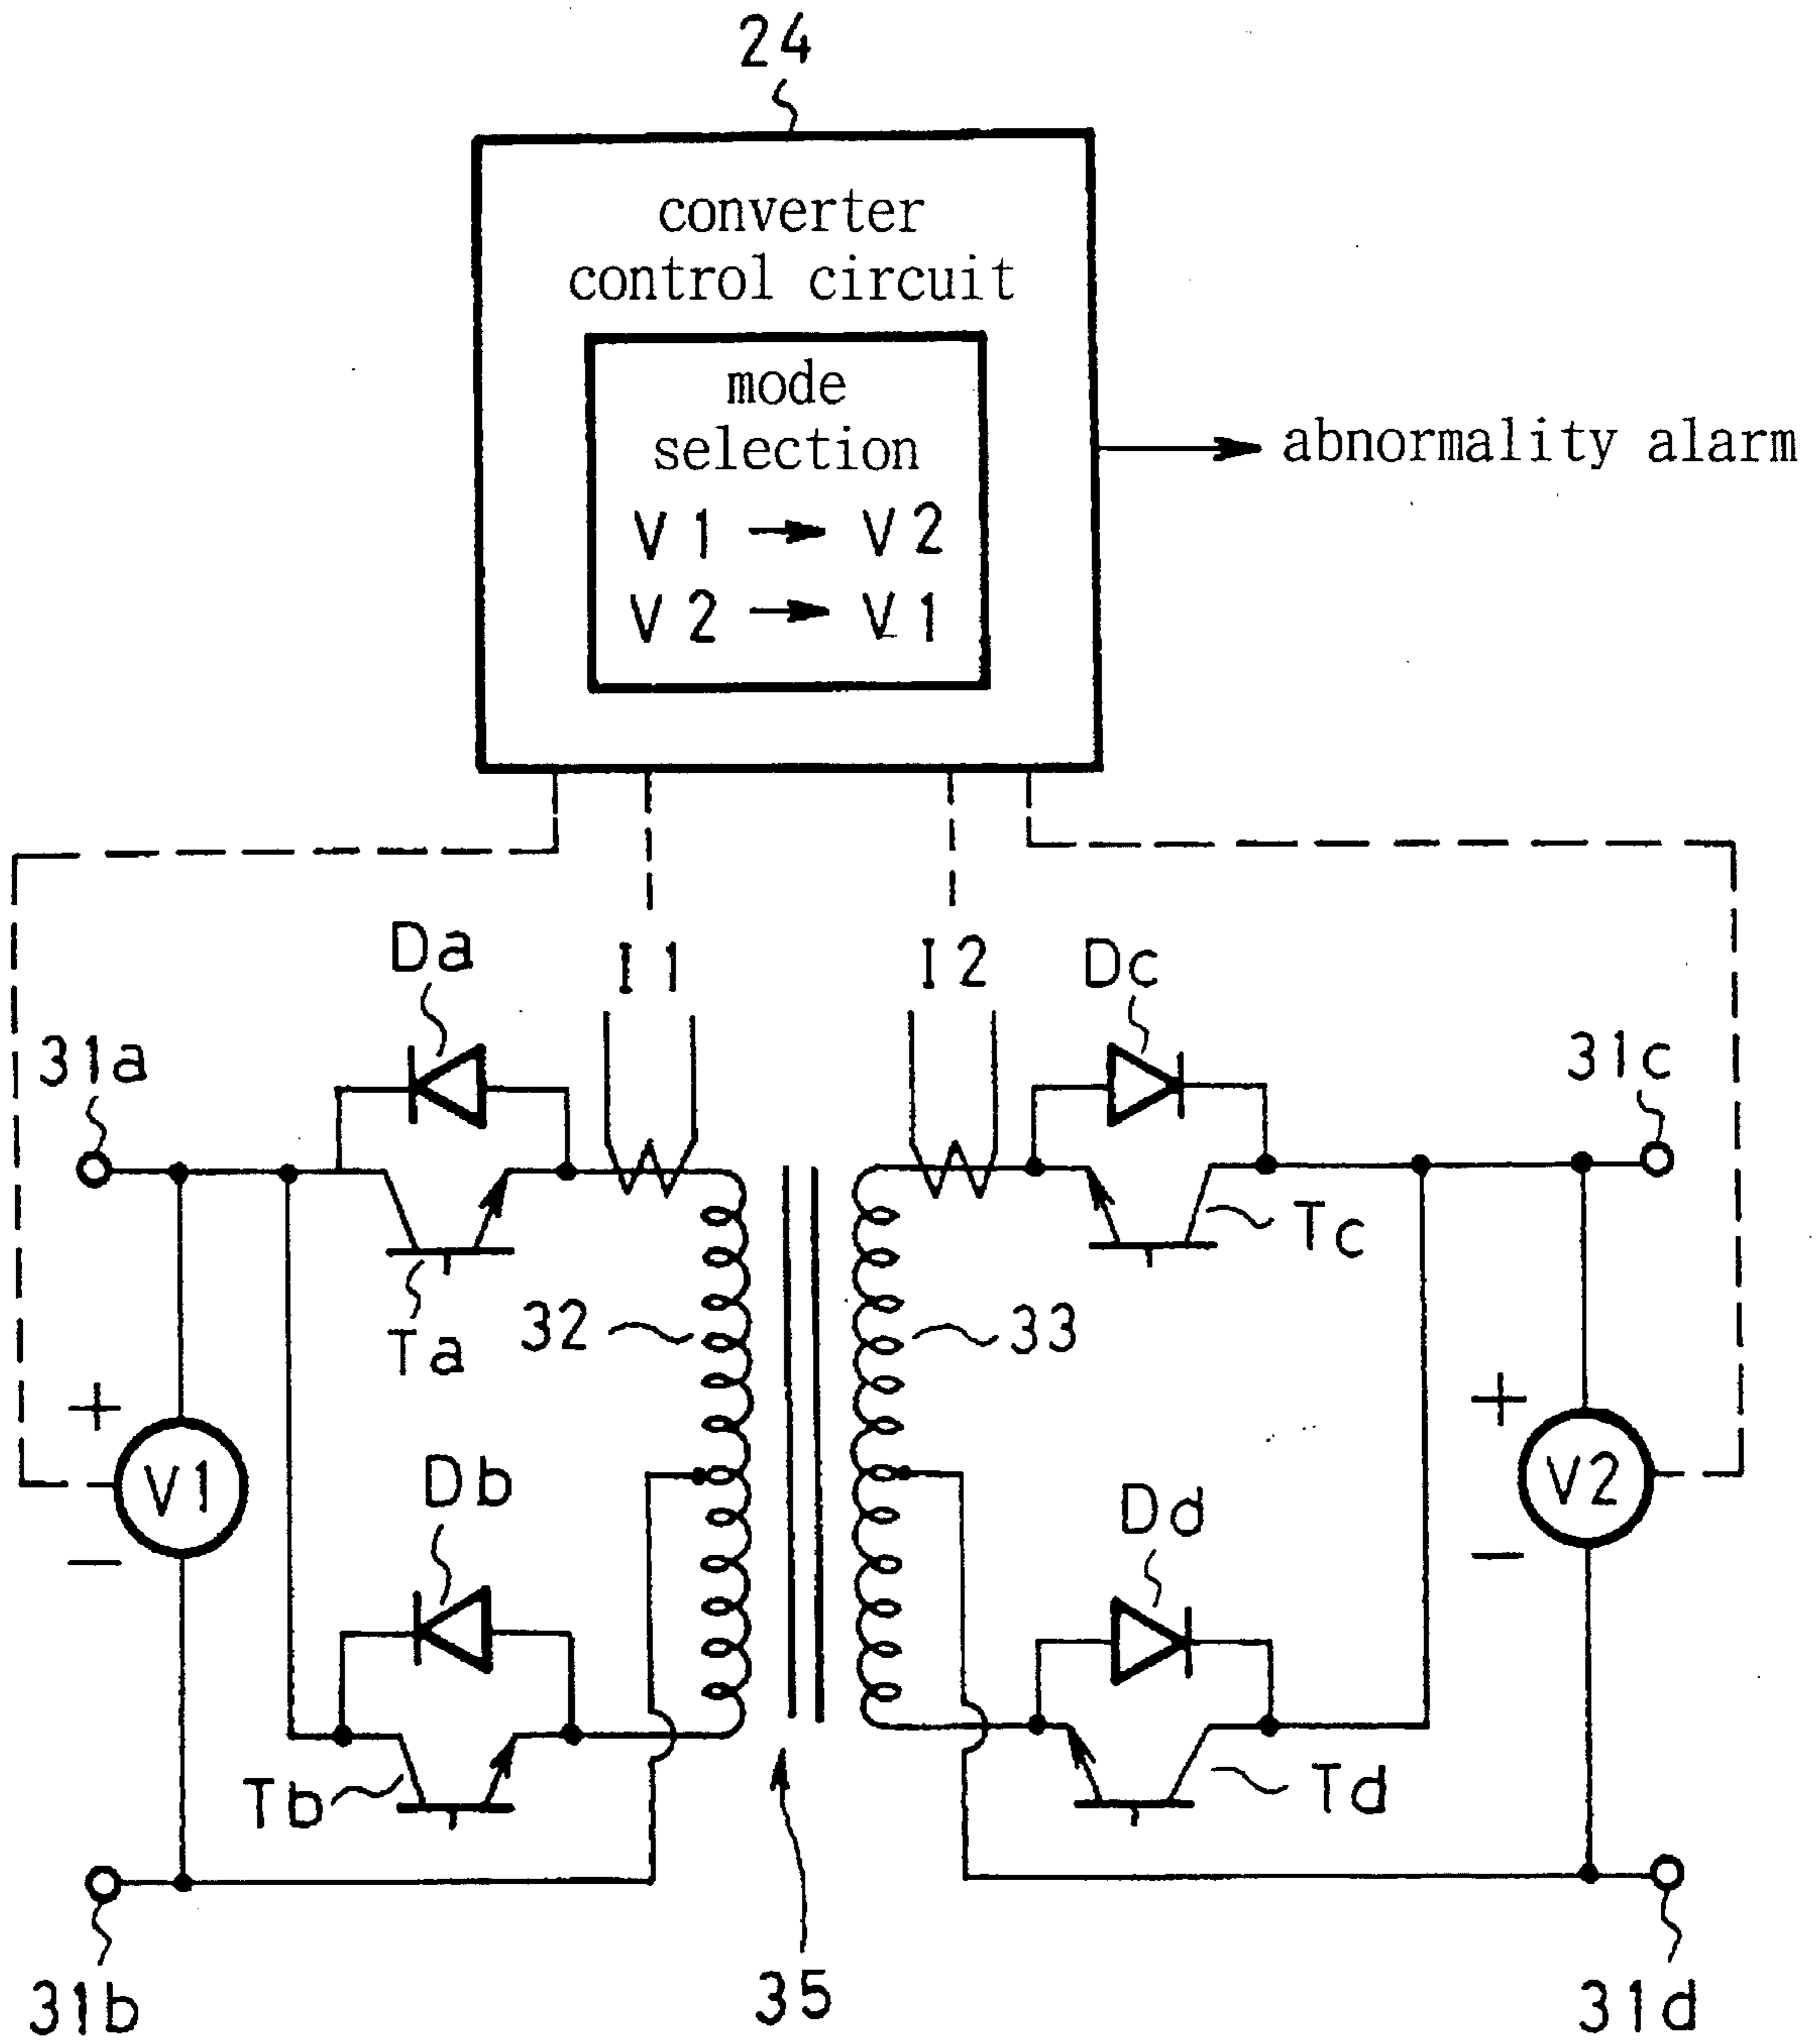 24
converter
control circuit
mode
selection
V1 → V2
V2 → V1
abnormality alarm
Da
I1
I2
Dc
31a
31c
Ta
Tc
32
33
+
+
V1
V2
−
−
Db
Dd
Tb
Td
31b
35
31d